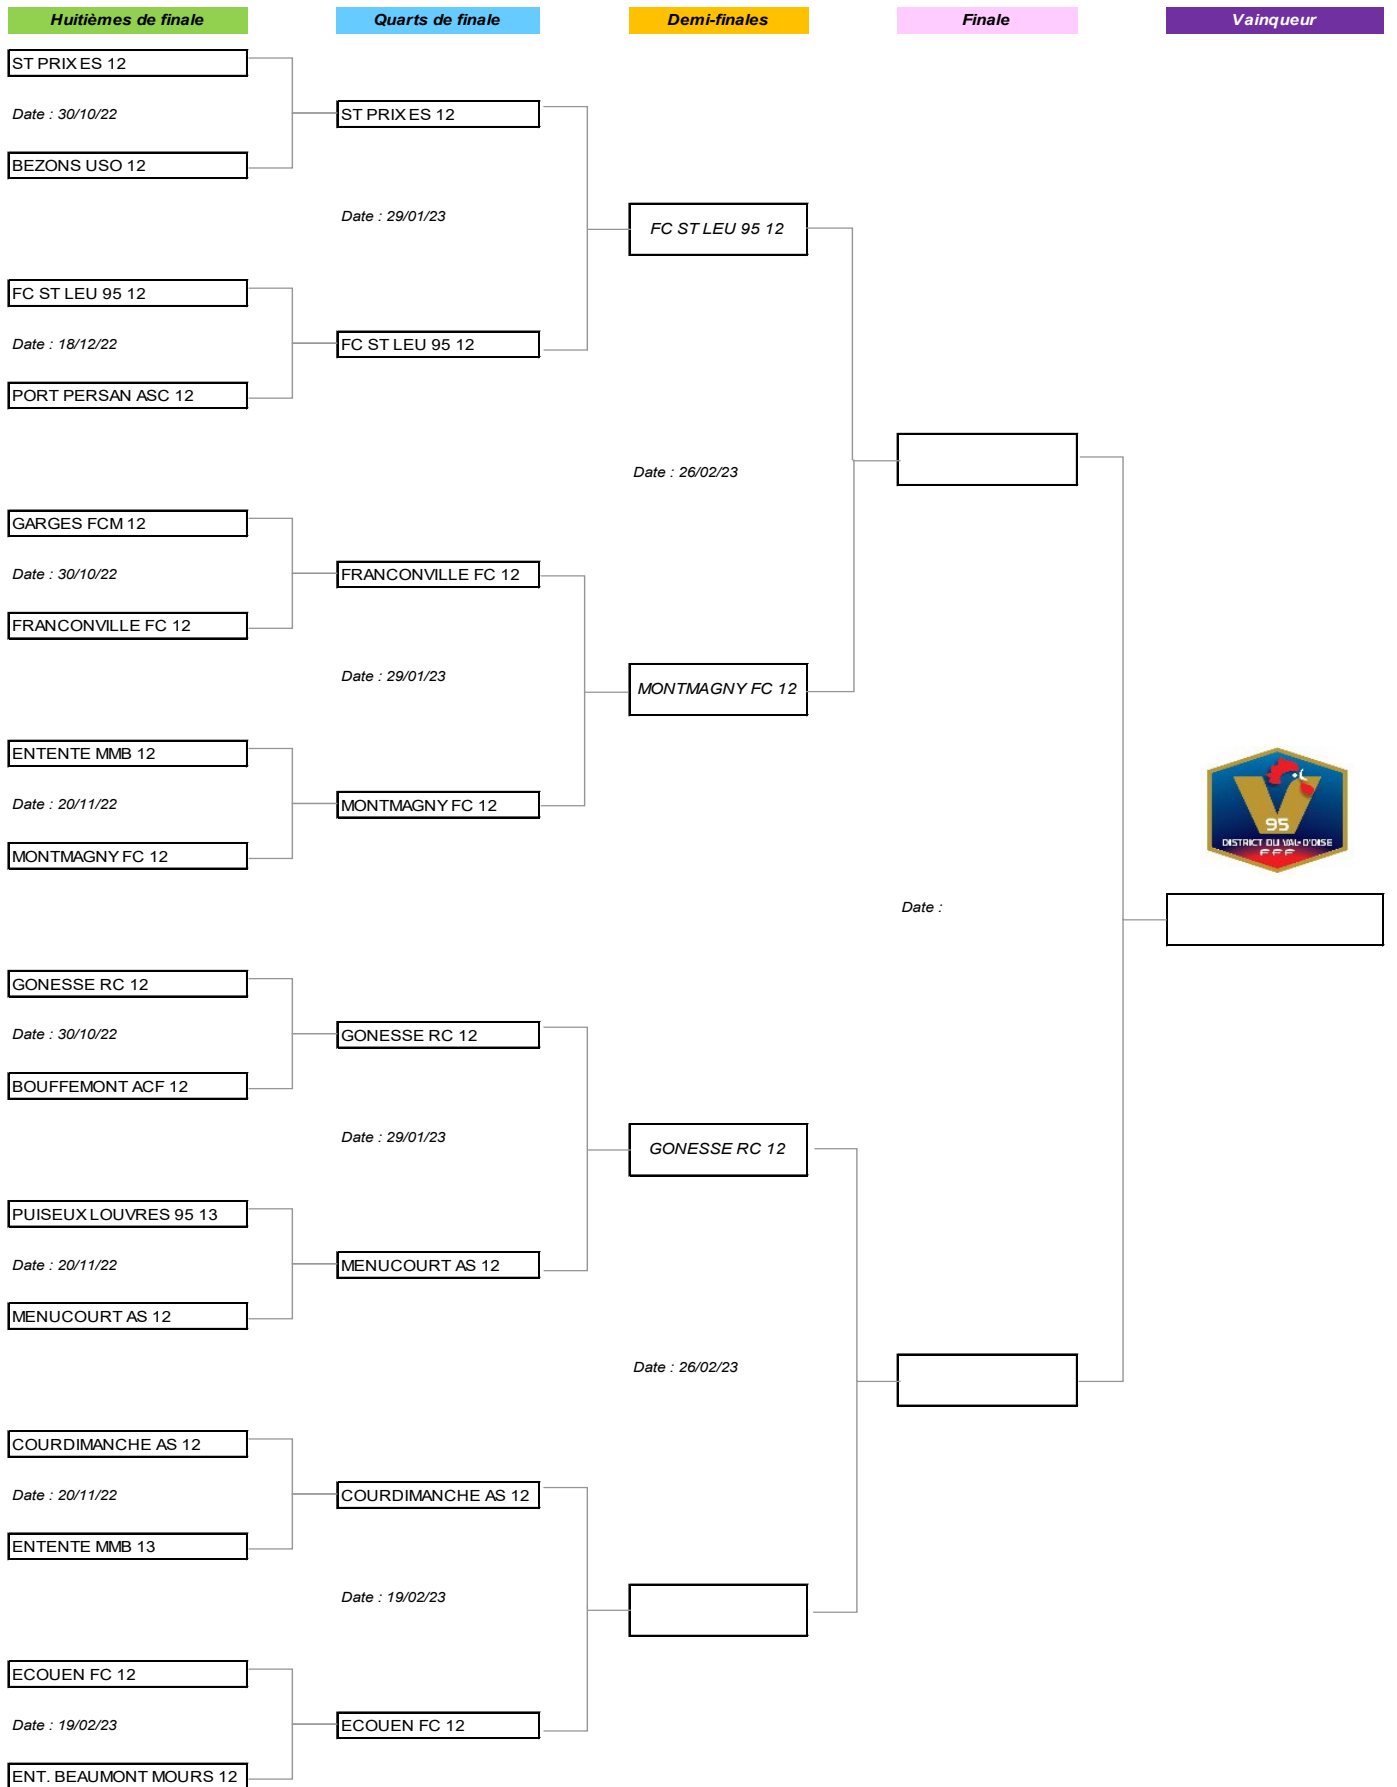 Huitièmes de finale
Quarts de finale
Demi-finales
Finale
Vainqueur
ST PRIX ES 12
Date : 30/10/22
ST PRIX ES 12
BEZONS USO 12
Date : 29/01/23
FC ST LEU 95 12
FC ST LEU 95 12
Date : 18/12/22
FC ST LEU 95 12
PORT PERSAN ASC 12
Date : 26/02/23
GARGES FCM 12
Date : 30/10/22
FRANCONVILLE FC 12
FRANCONVILLE FC 12
Date : 29/01/23
MONTMAGNY FC 12
ENTENTE MMB 12
Date : 20/11/22
MONTMAGNY FC 12
MONTMAGNY FC 12
95
DISTRICT DU VAL D'OISE
FFF
Date :
GONESSE RC 12
Date : 30/10/22
GONESSE RC 12
BOUFFEMONT ACF 12
Date : 29/01/23
GONESSE RC 12
PUISEUX LOUVRES 95 13
Date : 20/11/22
MENUCOURT AS 12
MENUCOURT AS 12
Date : 26/02/23
COURDIMANCHE AS 12
Date : 20/11/22
COURDIMANCHE AS 12
ENTENTE MMB 13
Date : 19/02/23
ECOUEN FC 12
Date : 19/02/23
ECOUEN FC 12
ENT. BEAUMONT MOURS 12